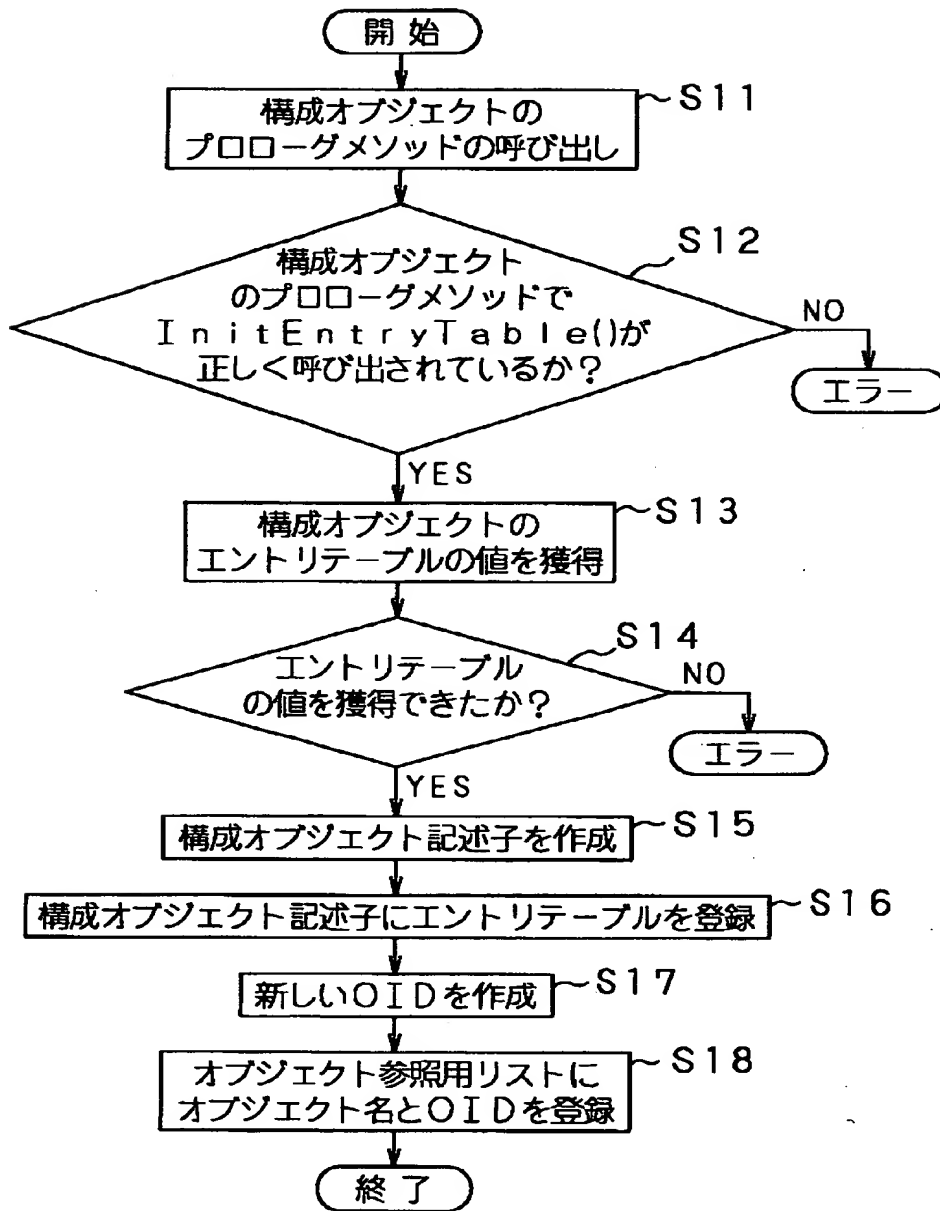 開始
構成オブジェクトの
プロローグメソッドの呼び出し
S11
構成オブジェクト
のプロローグメソッドで
InitEntryTable()が
正しく呼び出されているか?
S12
NO
エラー
YES
構成オブジェクトの
エントリテーブルの値を獲得
S13
エントリテーブル
の値を獲得できたか?
S14
NO
エラー
YES
構成オブジェクト記述子を作成
S15
構成オブジェクト記述子にエントリテーブルを登録
S16
新しいOIDを作成
S17
オブジェクト参照用リストに
オブジェクト名とOIDを登録
S18
終了